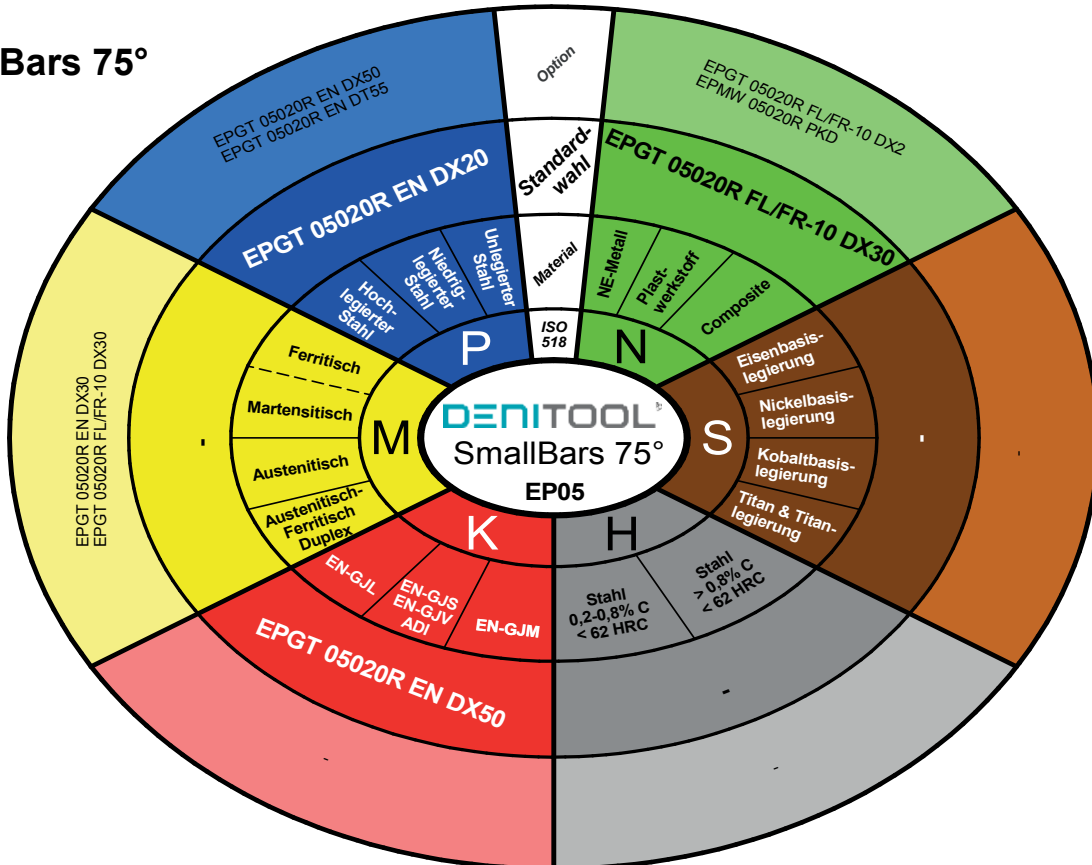 Bars 75°
Option
Standard-
wahl
Material
ISO
518
EPGT 05020R EN DX50
EPGT 05020R EN DT55
EPGT 05020R EN DX20
Hoch-
legierter
Stahl
Niedrig-
legierter
Stahl
Unlegierter
Stahl
P
EPGT 05020R FL/FR-10 DX2
EPMW 05020R PKD
EPGT 05020R FL/FR-10 DX30
NE-Metall
Plast-
werkstoff
Composite
N
Eisenbasis-
legierung
Nickelbasis-
legierung
Kobaltbasis-
legierung
Titan & Titan-
legierung
S
-
-
Stahl
0,2-0,8% C
< 62 HRC
Stahl
> 0,8% C
< 62 HRC
H
-
-
EN-GJL
EN-GJS
EN-GJV
ADI
EN-GJM
K
EPGT 05020R EN DX50
-
Ferritisch
Martensitisch
Austenitisch
Austenitisch-
Ferritisch
Duplex
M
-
EPGT 05020R EN DX30
EPGT 05020R FL/FR-10 DX30
DENITOOL®
SmallBars 75°
EP05